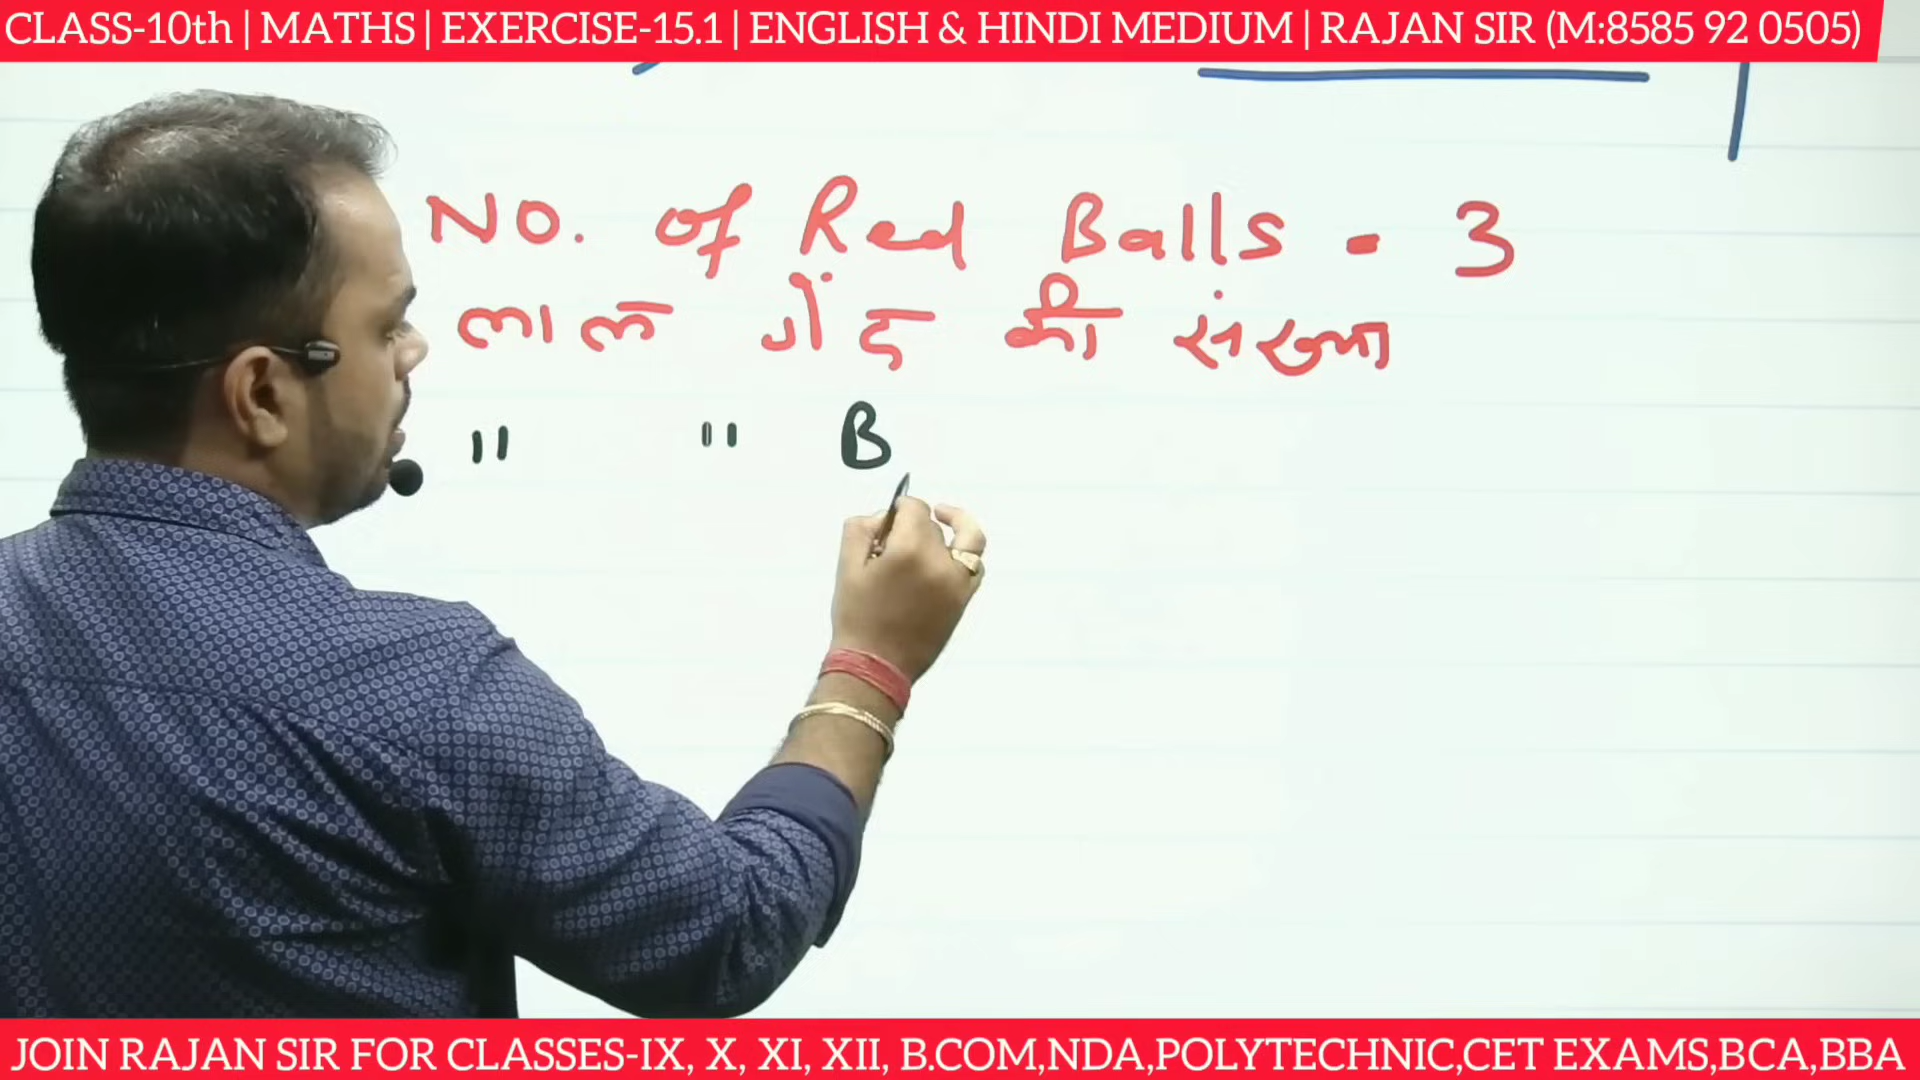 CLASS-10th | MATHS | EXERCISE-15.1 | ENGLISH & HINDI MEDIUM | RAJAN SIR (M:8585 92 0505)
NO. of Red Balls = 3
लाल गेंद की संख्या
" " B
JOIN RAJAN SIR FOR CLASSES-IX, X, XI, XII, B.COM,NDA,POLYTECHNIC,CET EXAMS,BCA,BBA